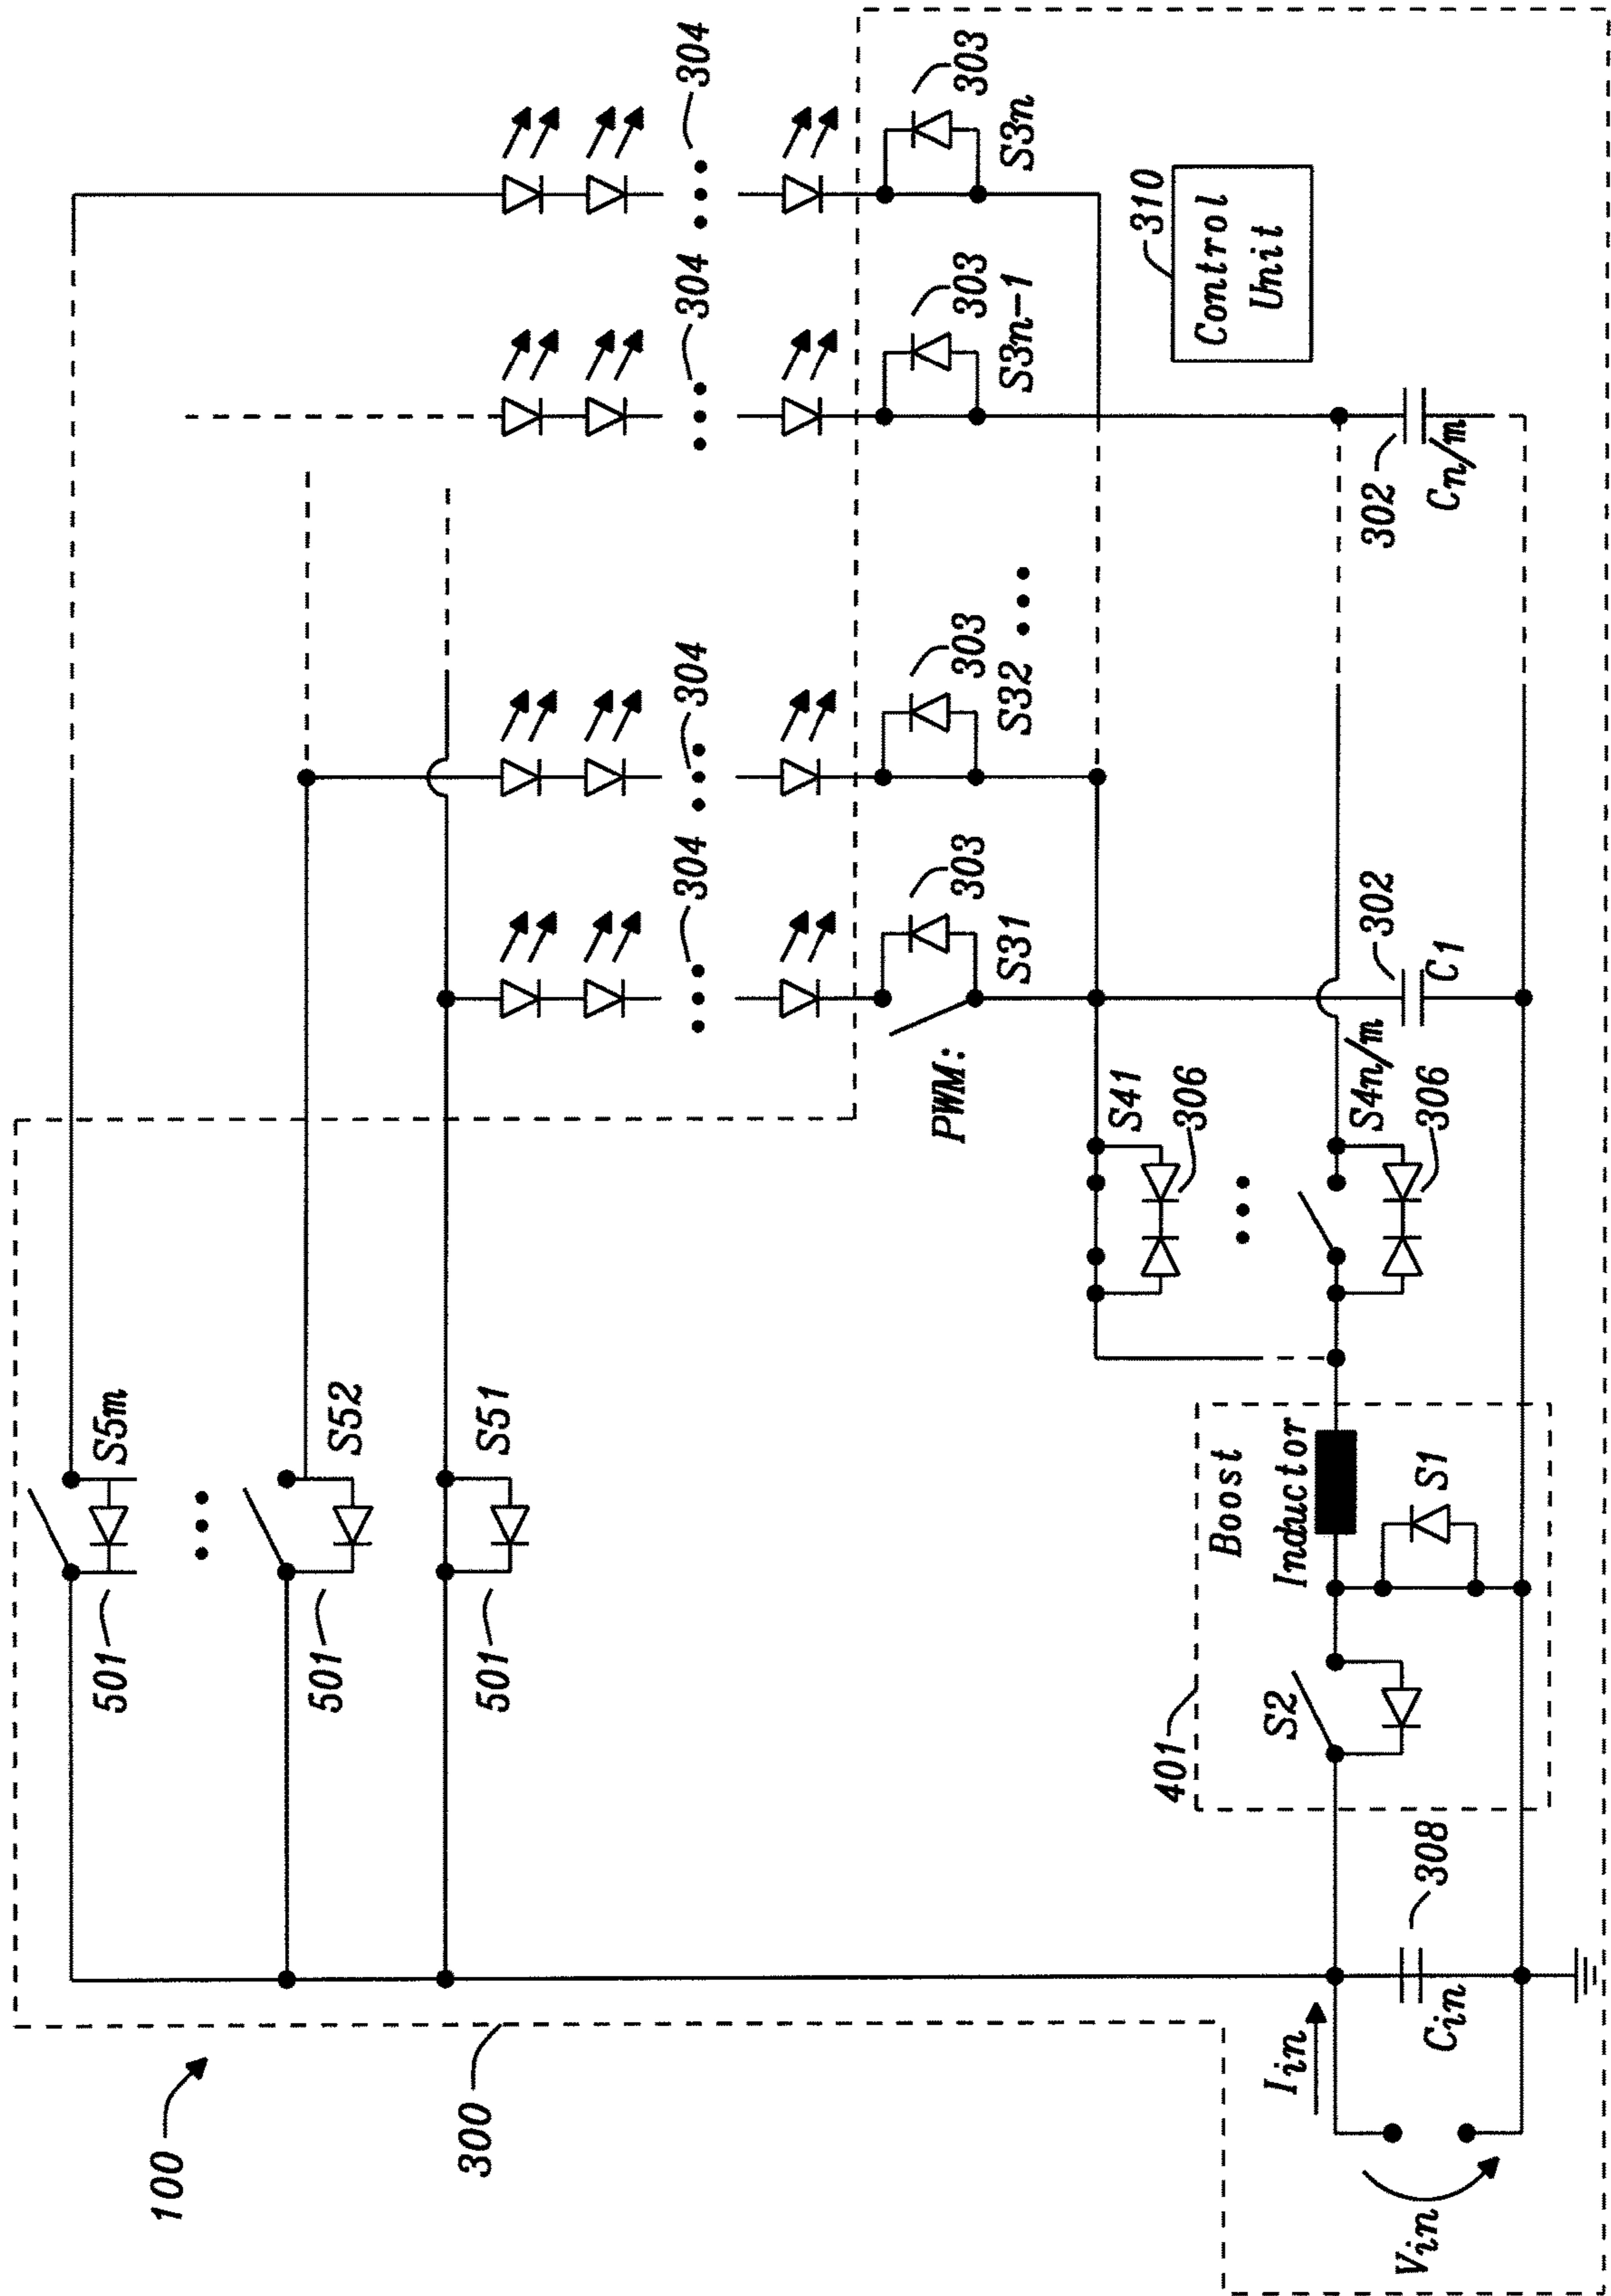 100
300
501
S5m
501
S52
501
S51
304
304
304
304
303
S31
303
S32
303
S3n-1
303
S3n
PWM:
S41
306
S4n/m
306
302
C1
302
Cn/m
310
Control
Unit
Boost
Inductor
S1
S2
401
308
Cin
Iin
Vin